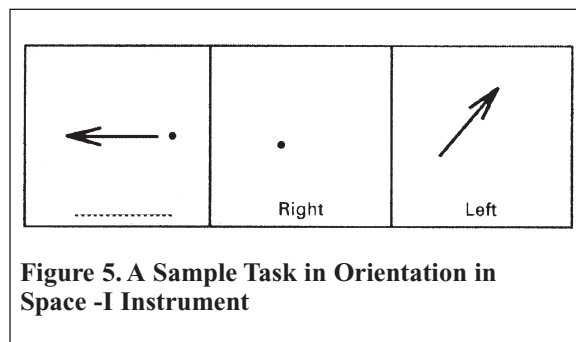 Right
Left
Figure 5. A Sample Task in Orientation in
Space -I Instrument